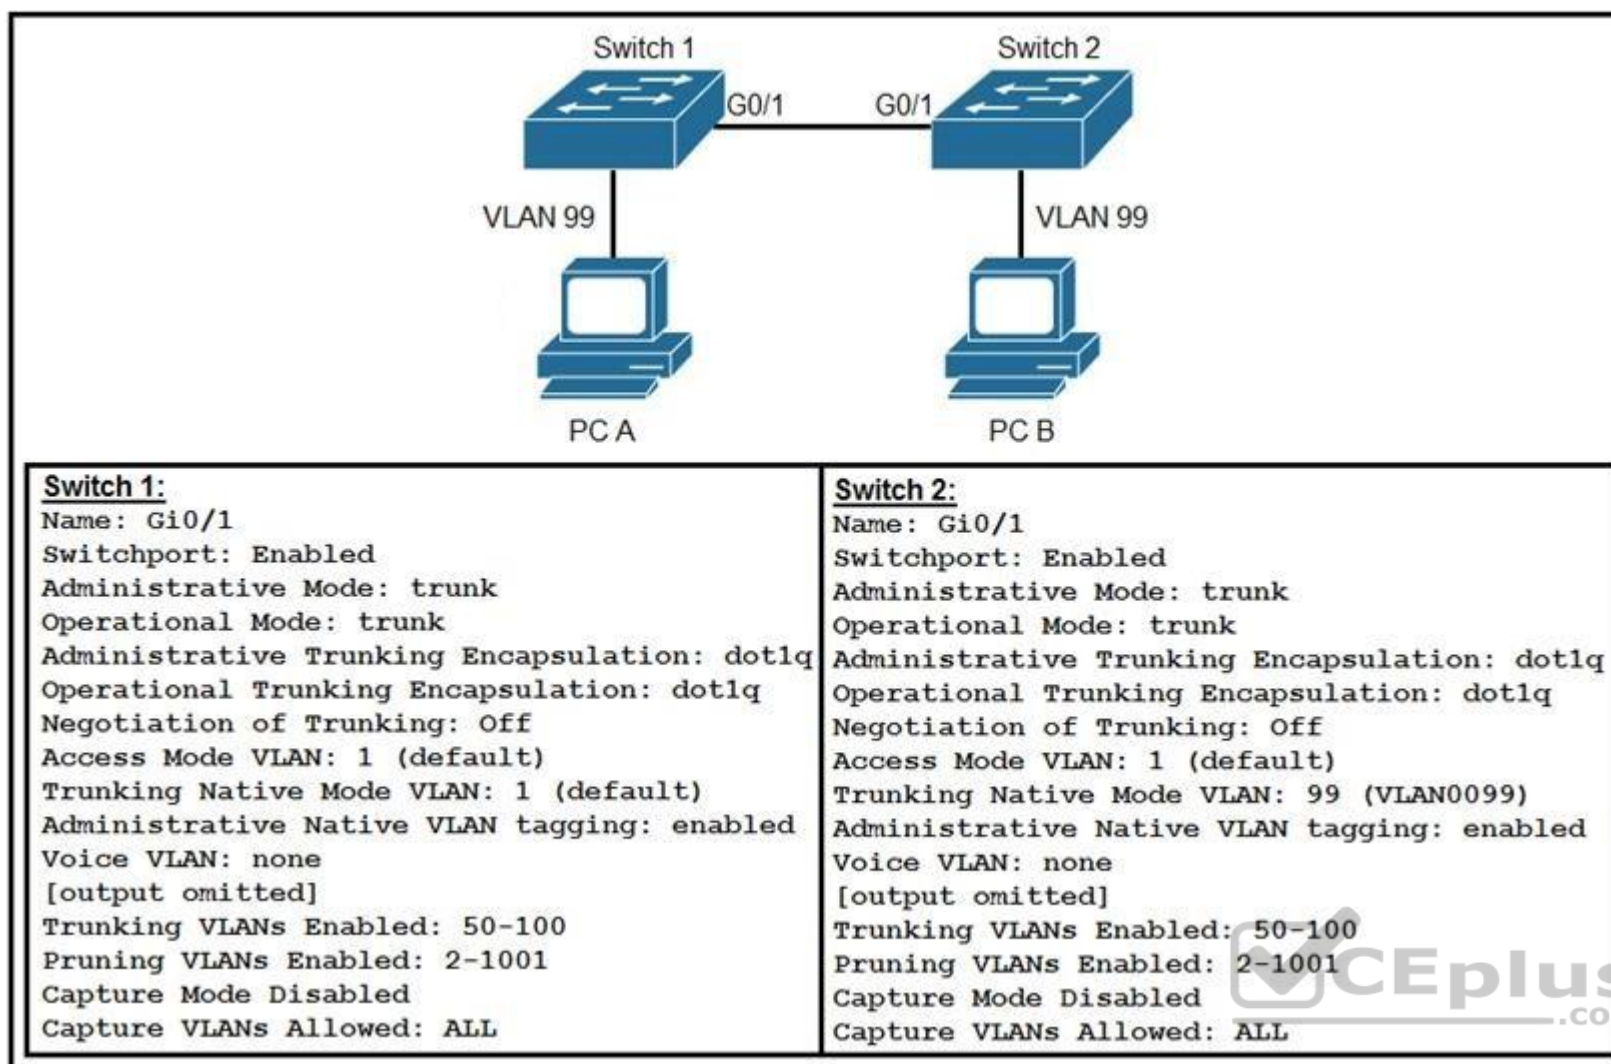 Switch 1
Switch 2
G0/1
G0/1
VLAN 99
VLAN 99
PC A
PC B
Switch 1:
Name: Gi0/1
Switchport: Enabled
Administrative Mode: trunk
Operational Mode: trunk
Administrative Trunking Encapsulation: dot1q
Operational Trunking Encapsulation: dot1q
Negotiation of Trunking: Off
Access Mode VLAN: 1 (default)
Trunking Native Mode VLAN: 1 (default)
Administrative Native VLAN tagging: enabled
Voice VLAN: none
[output omitted]
Trunking VLANs Enabled: 50-100
Pruning VLANs Enabled: 2-1001
Capture Mode Disabled
Capture VLANs Allowed: ALL
Switch 2:
Name: Gi0/1
Switchport: Enabled
Administrative Mode: trunk
Operational Mode: trunk
Administrative Trunking Encapsulation: dot1q
Operational Trunking Encapsulation: dot1q
Negotiation of Trunking: Off
Access Mode VLAN: 1 (default)
Trunking Native Mode VLAN: 99 (VLAN0099)
Administrative Native VLAN tagging: enabled
Voice VLAN: none
[output omitted]
Trunking VLANs Enabled: 50-100
Pruning VLANs Enabled: 2-1001
Capture Mode Disabled
Capture VLANs Allowed: ALL
CEplus
.co